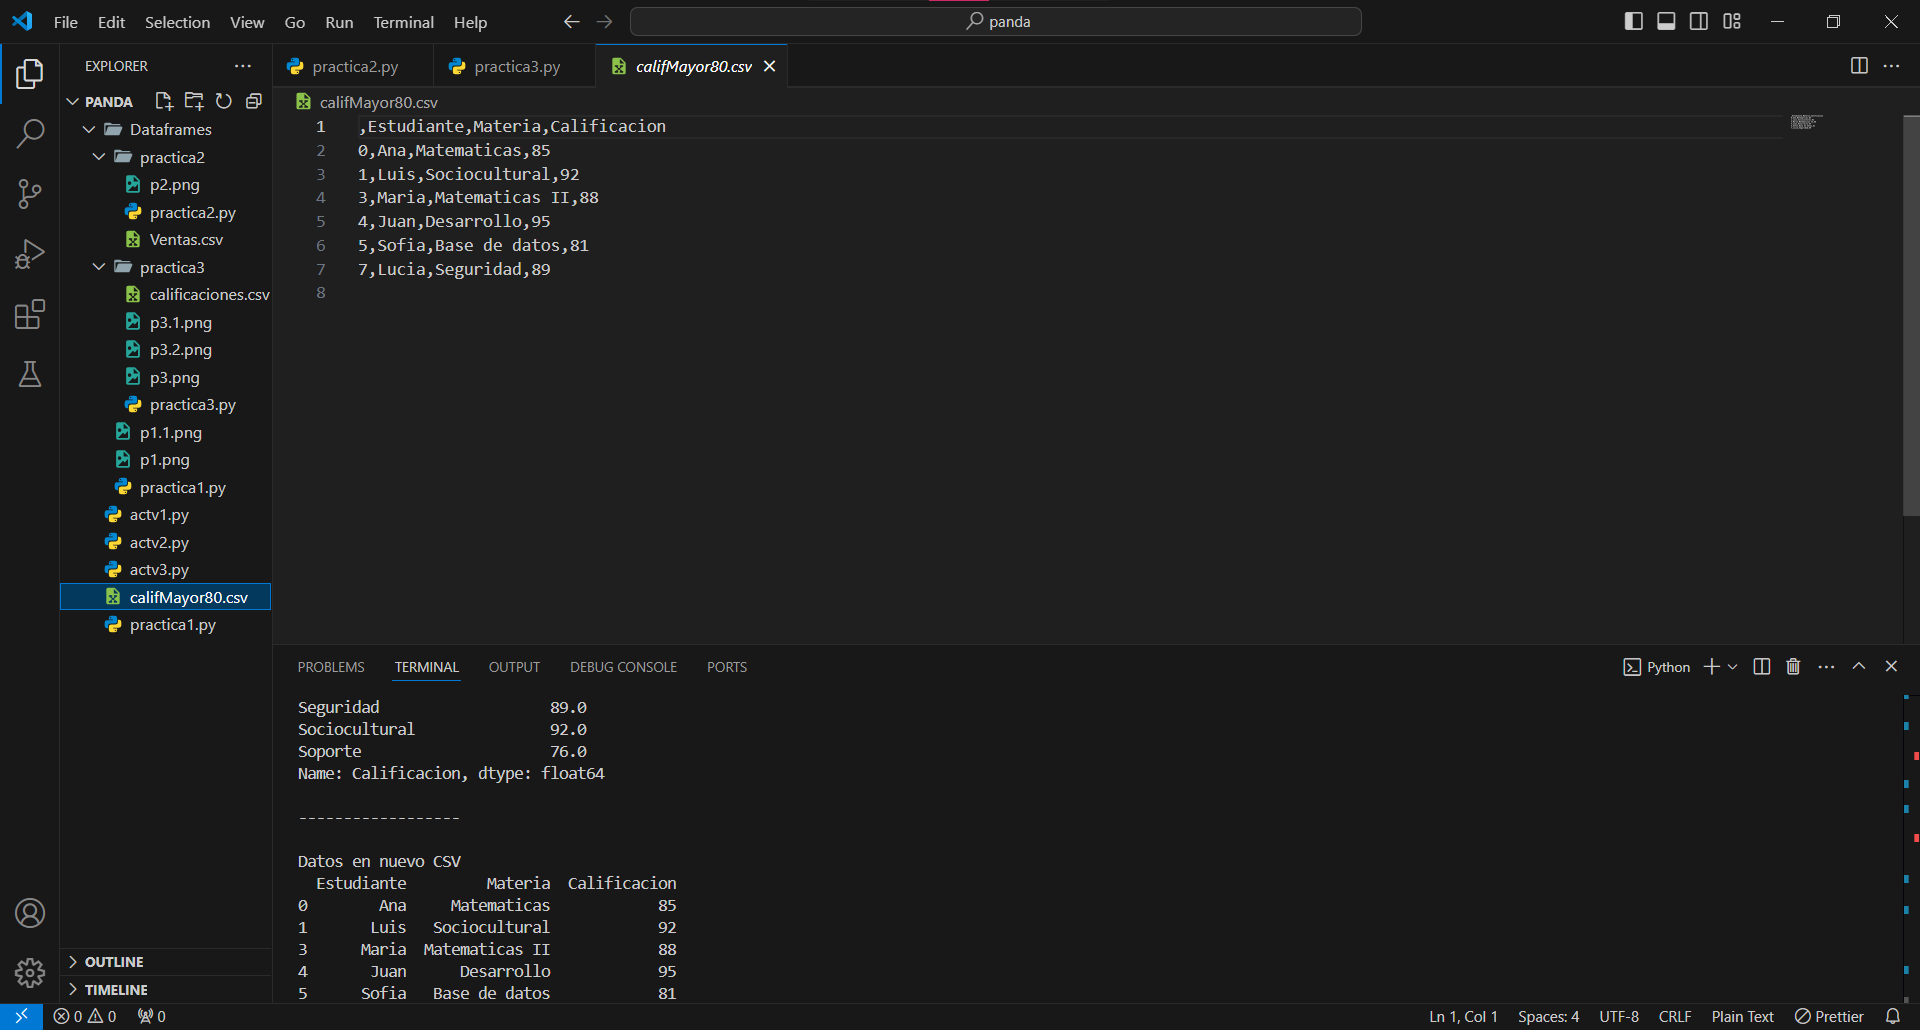 File Edit Selection View Go Run Terminal Help
panda
EXPLORER
PANDA
Dataframes
practica2
p2.png
practica2.py
Ventas.csv
practica3
calificaciones.csv
p3.1.png
p3.2.png
p3.png
practica3.py
p1.1.png
p1.png
practica1.py
actv1.py
actv2.py
actv3.py
califMayor80.csv
practica1.py
OUTLINE
TIMELINE
practica2.py practica3.py califMayor80.csv
califMayor80.csv
1 ,Estudiante,Materia,Calificacion
2 0,Ana,Matematicas,85
3 1,Luis,Sociocultural,92
4 3,Maria,Matematicas II,88
5 4,Juan,Desarrollo,95
6 5,Sofia,Base de datos,81
7 7,Lucia,Seguridad,89
8
PROBLEMS TERMINAL OUTPUT DEBUG CONSOLE PORTS
Python
Seguridad 89.0
Sociocultural 92.0
Soporte 76.0
Name: Calificacion, dtype: float64
------------------
Datos en nuevo CSV
Estudiante Materia Calificacion
0 Ana Matematicas 85
1 Luis Sociocultural 92
3 Maria Matematicas II 88
4 Juan Desarrollo 95
5 Sofia Base de datos 81
0 0 0
Ln 1, Col 1 Spaces: 4 UTF-8 CRLF Plain Text Prettier